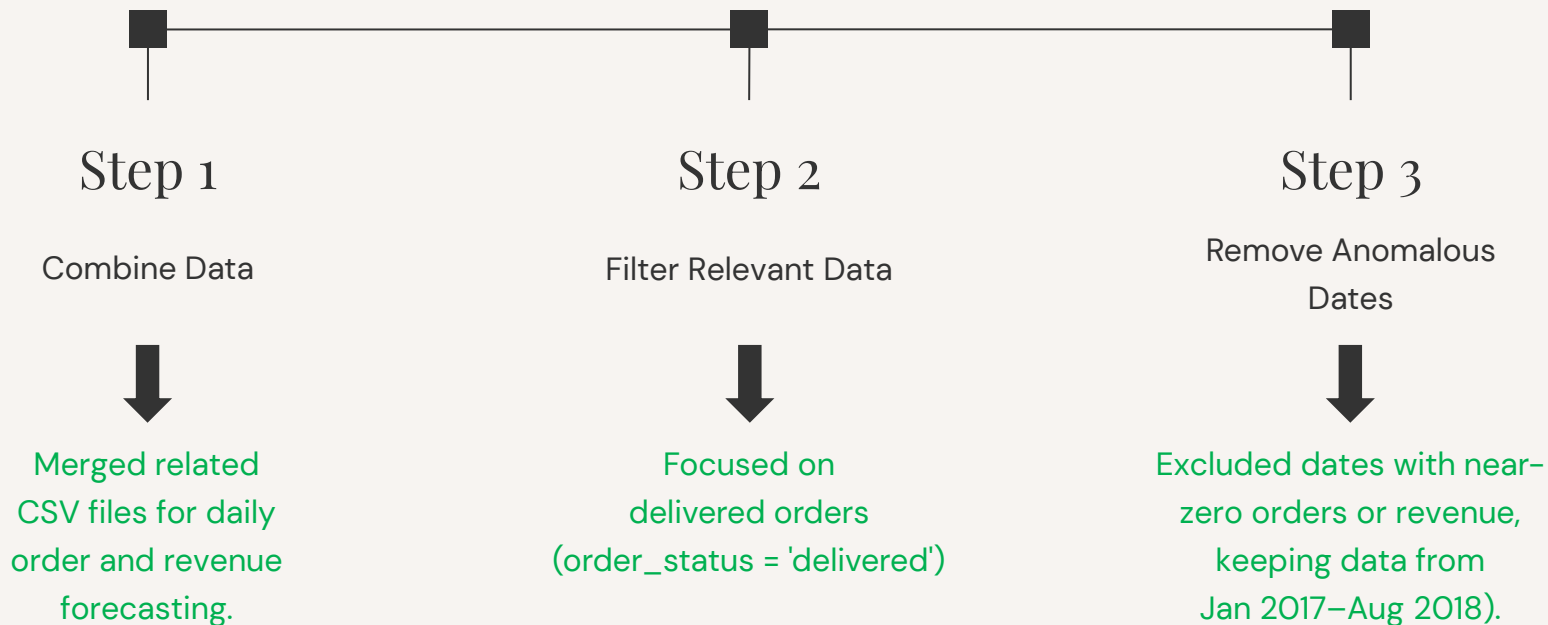 Step 1
Combine Data
Merged related
CSV files for daily
order and revenue
forecasting.
Step 2
Filter Relevant Data
Focused on
delivered orders
(order_status = 'delivered')
Step 3
Remove Anomalous
Dates
Excluded dates with near-
zero orders or revenue,
keeping data from
Jan 2017–Aug 2018).